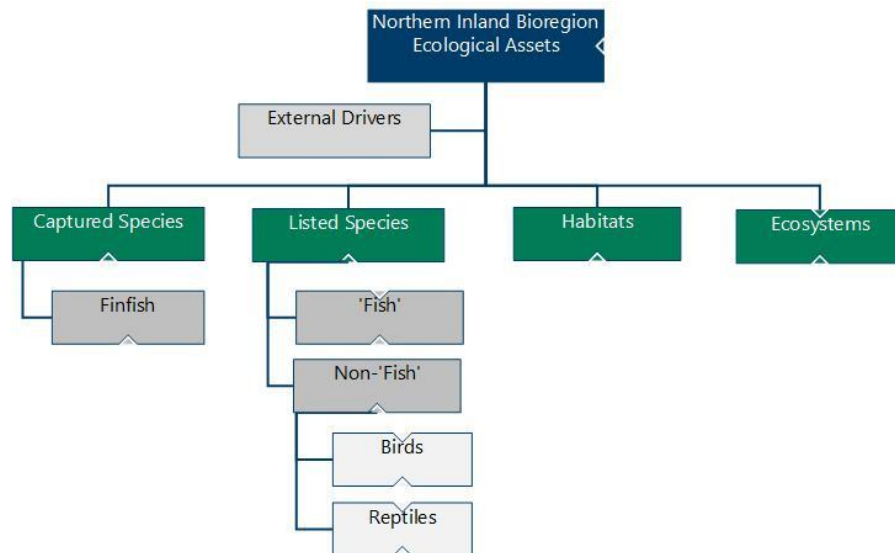 Northern Inland Bioregion
Ecological Assets
External Drivers
Captured Species
Listed Species
Habitats
Ecosystems
Finfish
'Fish'
Non-'Fish'
Birds
Reptiles